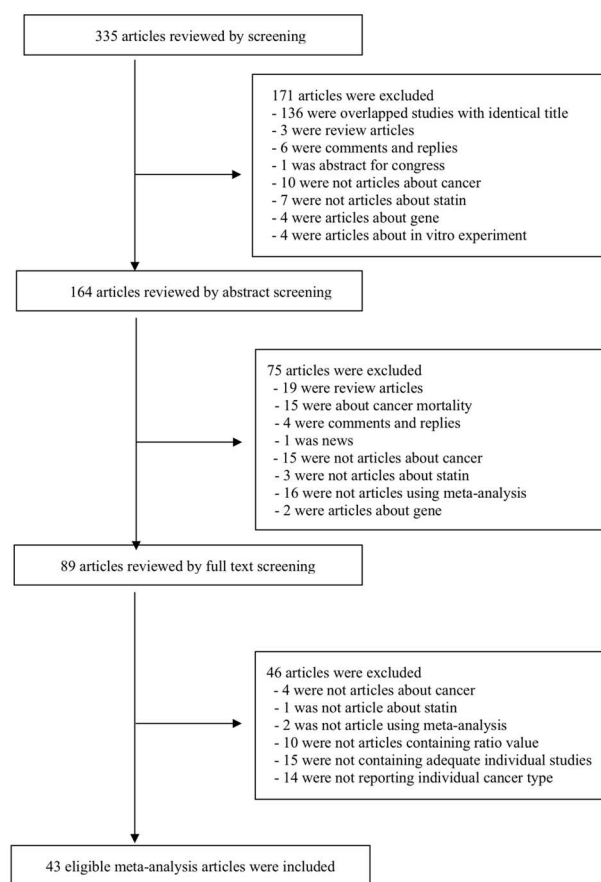 335 articles reviewed by screening
171 articles were excluded
- 136 were overlapped studies with identical title
- 3 were review articles
- 6 were comments and replies
- 1 was abstract for congress
- 10 were not articles about cancer
- 7 were not articles about statin
- 4 were articles about gene
- 4 were articles about in vitro experiment
164 articles reviewed by abstract screening
75 articles were excluded
- 19 were review articles
- 15 were about cancer mortality
- 4 were comments and replies
- 1 was news
- 15 were not articles about cancer
- 3 were not articles about statin
- 16 were not articles using meta-analysis
- 2 were articles about gene
89 articles reviewed by full text screening
46 articles were excluded
- 4 were not articles about cancer
- 1 was not article about statin
- 2 was not article using meta-analysis
- 10 were not articles containing ratio value
- 15 were not containing adequate individual studies
- 14 were not reporting individual cancer type
43 eligible meta-analysis articles were included